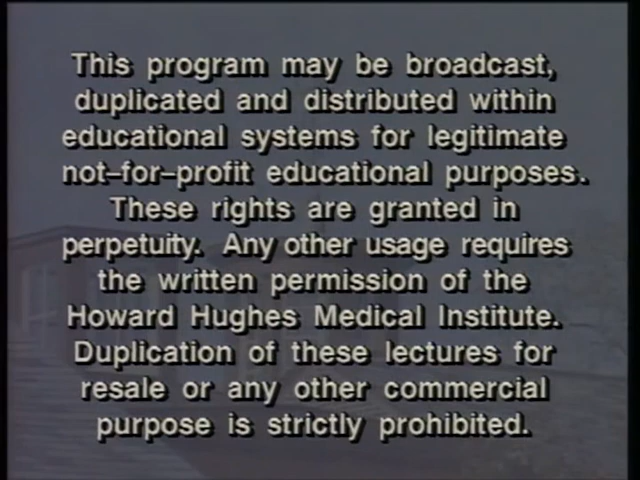 This program may be broadcast,
duplicated and distributed within
educational systems for legitimate
not–for–profit educational purposes.
These rights are granted in
perpetuity. Any other usage requires
the written permission of the
Howard Hughes Medical Institute.
Duplication of these lectures for
resale or any other commercial
purpose is strictly prohibited.